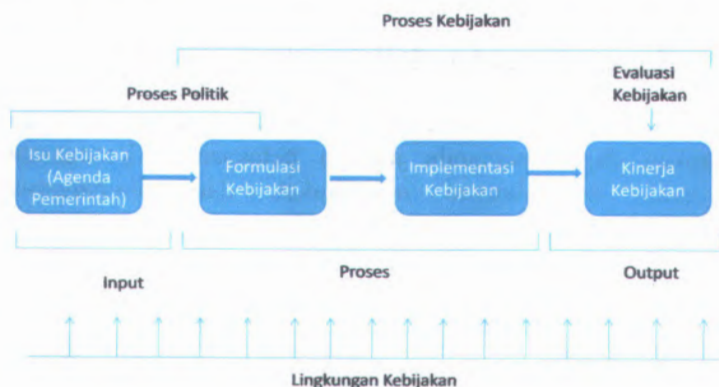 Proses Kebijakan
Evaluasi
Kebijakan
Proses Politik
Isu Kebijakan
(Agenda
Pemerintah)
Formulasi
Kebijakan
Implementasi
Kebijakan
Kinerja
Kebijakan
Input
Proses
Output
Lingkungan Kebijakan